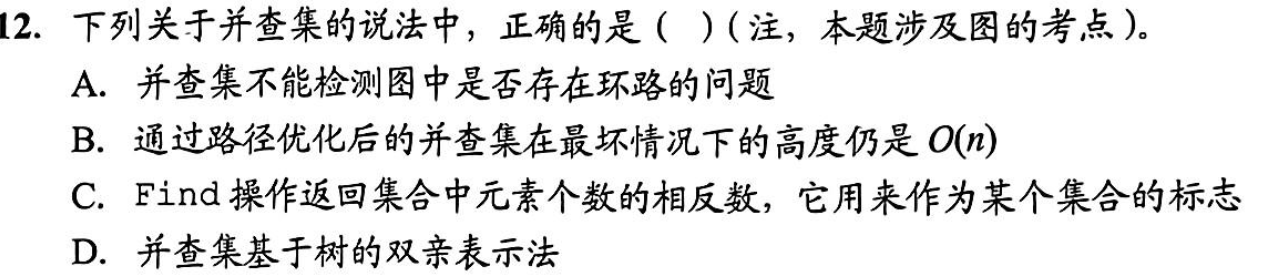 12. 下列关于并查集的说法中，正确的是（ ）（注，本题涉及图的考点）。
A. 并查集不能检测图中是否存在环路的问题
B. 通过路径优化后的并查集在最坏情况下的高度仍是 O(n)
C. Find 操作返回集合中元素个数的相反数，它用来作为某个集合的标志
D. 并查集基于树的双亲表示法